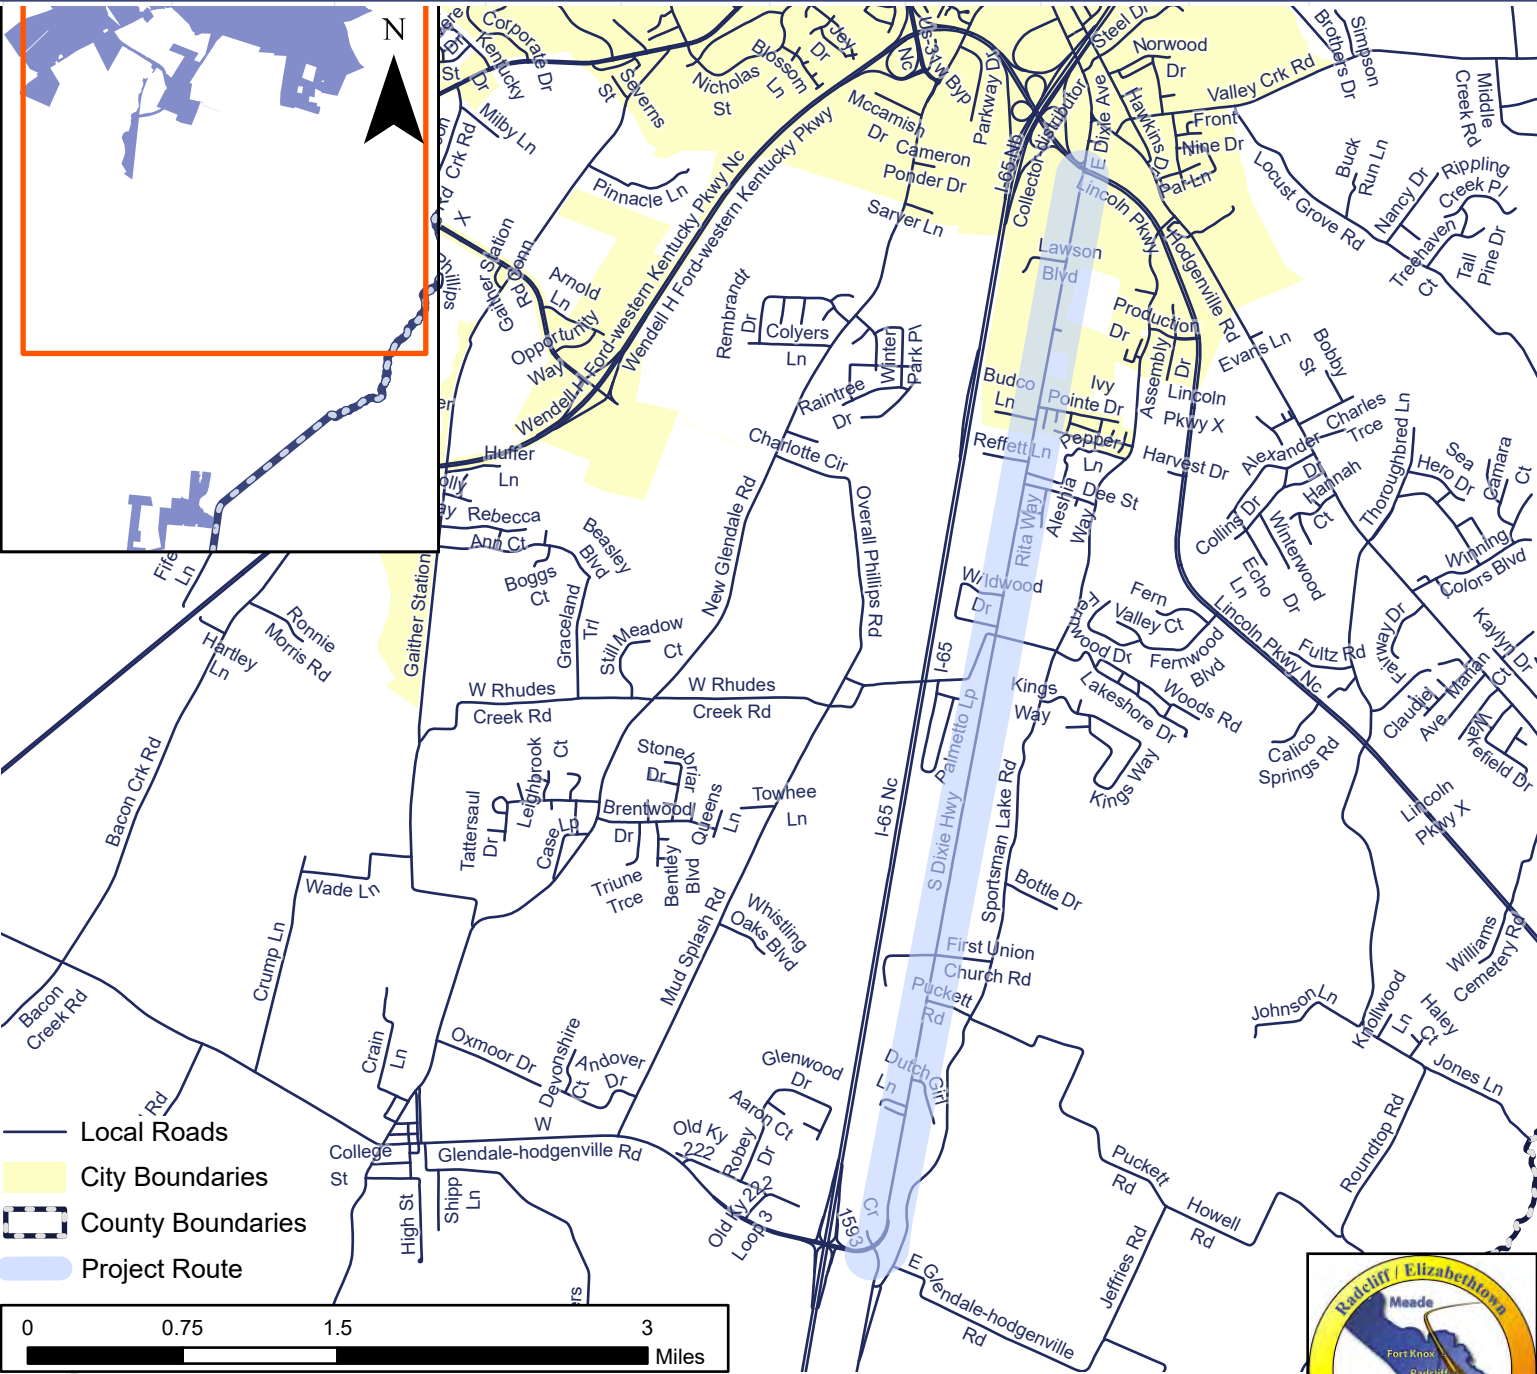 N
Corporate Dr
Kentucky
Dr
St
Dr
Milby Ln
Crk Rd
Rd
X
Phillips
Severns
St
Nicholas
St
Blossom
Ln
Jey
Dr
Nc
Us-31w Byp
Parkway Dr
Steel Dr
Norwood
Dr
Valley Crk Rd
Brothers Dr
Simpson
Middle
Creek Rd
Mccamish
Dr
Cameron
Ponder Dr
Sarver Ln
I-65 Nb
Collector-distributor
E Dixie Ave
Hawkins Dr
Front
Nine Dr
Par Ln
Lincoln Pkwy
Hodgenville Rd
Locust Grove Rd
Buck
Run Ln
Nancy Dr
Rippling
Creek Pl
Treehaven
Ct
Tall
Pine Dr
Pinnacle Ln
Wendell H Ford-western Kentucky Pkwy Nc
Wendell H Ford-western Kentucky Pkwy
Gaither Station
Rd Conn
Arnold
Ln
Opportunity
Way
Huffer
Ln
Rembrandt
Dr
Colyers
Ln
Winter
Park Pl
Raintree
Dr
Charlotte Cir
Lawson
Blvd
Production
Dr
Assembly
Dr
Evans Ln
Bobby
St
Budco
Ln
Ivy
Pointe Dr
Lincoln
Pkwy X
Reffett Ln
Pepper
Ln
Harvest Dr
Alexander
Dr
Charles
Trce
Hannah
Ct
Thoroughbred Ln
Sea
Hero Dr
Camara
Ct
Winning
Colors Blvd
Collins Dr
Winterwood
Dr
Echo
Ln
Rebecca
Ann Ct
Boggs
Ct
Beasley
Blvd
Graceland
Trl
Still Meadow
Ct
New Glendale Rd
Overall Phillips Rd
Rita Way
Aleshia
Way
Dee St
Wildwood
Dr
Fernwood Dr
Fern
Valley Ct
Fernwood
Blvd
Lincoln Pkwy Nc
Fultz Rd
Fairway Dr
Kaylyn Dr
Marian
Ct
Claudie
Ave
Wakefield Dr
Fife
Ln
Ronnie
Morris Rd
Hartley
Ln
Gaither Station
W Rhodes
Creek Rd
W Rhudes
Creek Rd
I-65
Kings
Way
Lakeshore Dr
Woods Rd
Kings Way
Calico
Springs Rd
Palmetto Lp
S Dixie Hwy
Sportsman Lake Rd
I-65 Nc
Bacon Crk Rd
Leighbrook
Ct
Tattersaul
Dr
Case
Lp
Stonebriar
Dr
Brentwood
Dr
Triune
Trce
Bentley
Blvd
Queens
Ln
Towhee
Ln
Lincoln
Pkwy X
Wade Ln
Crump Ln
Mud Splash Rd
Whistling
Oaks Blvd
Bottle Dr
First Union
Church Rd
Puckett
Rd
Williams
Cemetery Rd
Bacon
Creek Rd
Crain
Ln
Oxmoor Dr
Devonshire
Ct
Andover
Dr
Glenwood
Dr
Aaron Ct
Robey
Dr
Old Ky
222
Old Ky 222
Loop 3
Dutch Girl
Ln
Johnson Ln
Knollwood
Ln
Haley
Ct
Jones Ln
Roundtop Rd
Puckett
Rd
Howell
Rd
Jeffries Rd
Cr
1593
E Glendale-hodgenville
Rd
W
Glendale-hodgenville Rd
College
St
High St
Shipp
Ln
Rd
Local Roads
City Boundaries
County Boundaries
Project Route
0 0.75 1.5 3
Miles
Radcliff / Elizabethtown
Meade
Fort Knox
Radcliff